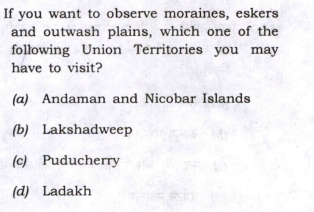 If you want to observe moraines, eskers
and outwash plains, which one of the
following Union Territories you may
have to visit?
(a) Andaman and Nicobar Islands
(b) Lakshadweep
(c) Puducherry
(d) Ladakh